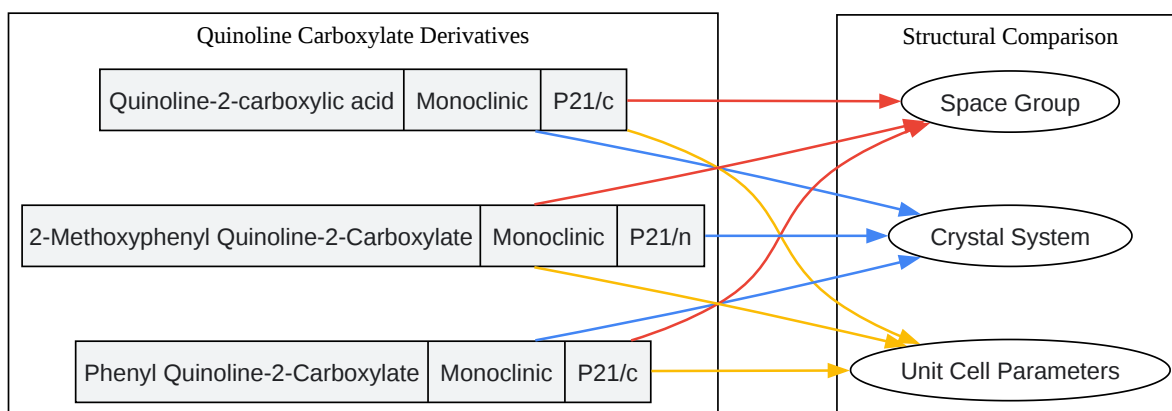 Quinoline Carboxylate Derivatives
Structural Comparison
Quinoline-2-carboxylic acid Monoclinic P21/c
Space Group
2-Methoxyphenyl Quinoline-2-Carboxylate Monoclinic P21/n
Crystal System
Phenyl Quinoline-2-Carboxylate Monoclinic P21/c
Unit Cell Parameters